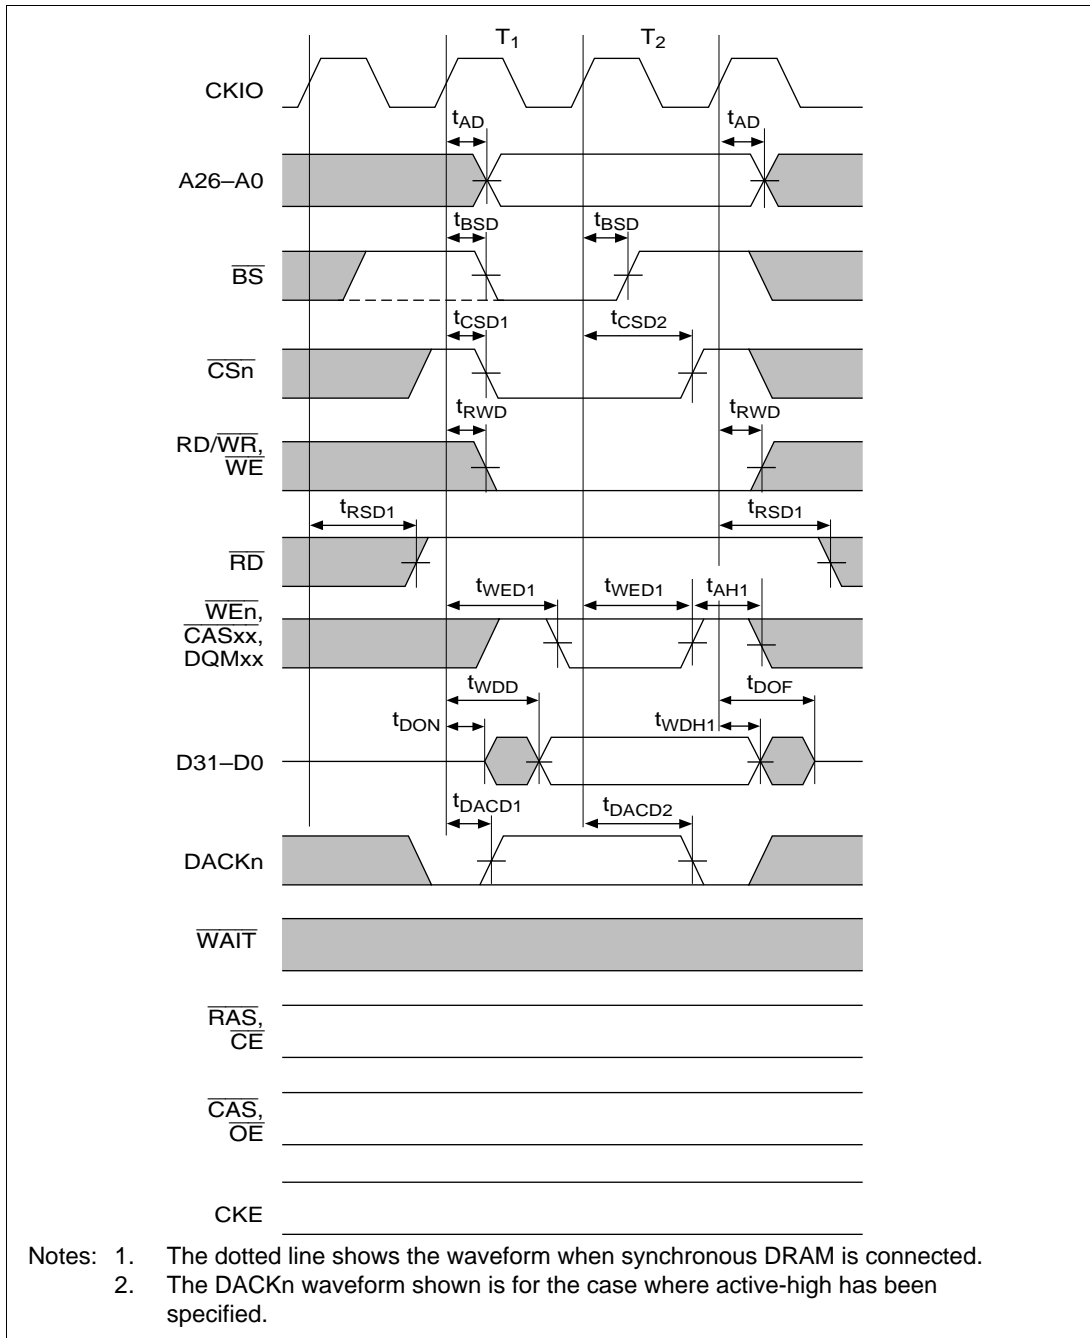 T1 T2
CKIO
tAD tAD
A26–A0
tBSD tBSD
BS
tCSD1 tCSD2
CSn
tRWD tRWD
RD/WR,
WE
tRSD1 tRSD1
RD
tWED1 tWED1 tAH1
WEn,
CASxx,
DQMxx
tWDD tDOF
tDON tWDH1
D31–D0
tDACD1 tDACD2
DACKn
WAIT
RAS,
CE
CAS,
OE
CKE
Notes: 1. The dotted line shows the waveform when synchronous DRAM is connected.
2. The DACKn waveform shown is for the case where active-high has been
specified.